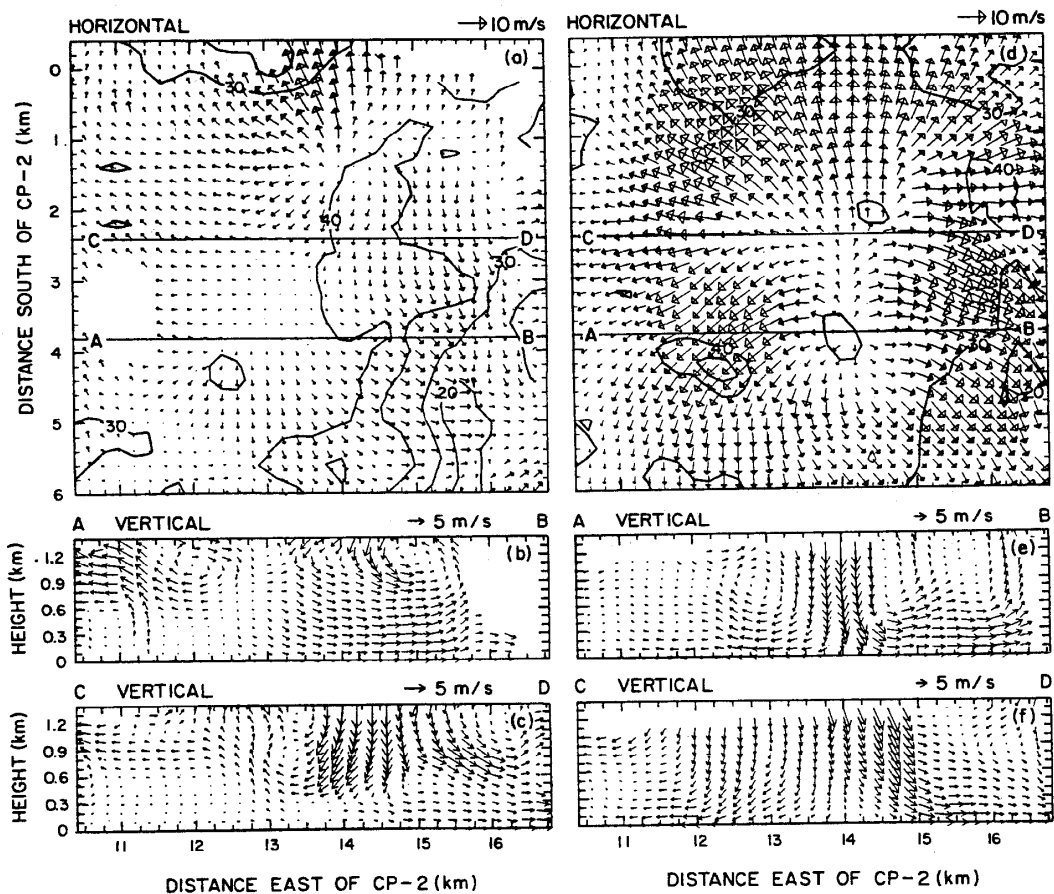 HORIZONTAL 10 m/s
(a)
30
40
C D
30
A B
20
30
0
1
2
3
4
5
6
DISTANCE SOUTH OF CP-2 (km)
HORIZONTAL 10 m/s
(d)
30
30
40
C D
A B
30
A VERTICAL 5 m/s B
(b)
1.2
0.9
0.6
0.3
0
HEIGHT (km)
A VERTICAL 5 m/s B
(e)
C VERTICAL 5 m/s D
(c)
1.2
0.9
0.6
0.3
0
HEIGHT (km)
11 12 13 14 15 16
DISTANCE EAST OF CP-2 (km)
C VERTICAL 5 m/s D
(f)
11 12 13 14 15 16
DISTANCE EAST OF CP-2 (km)